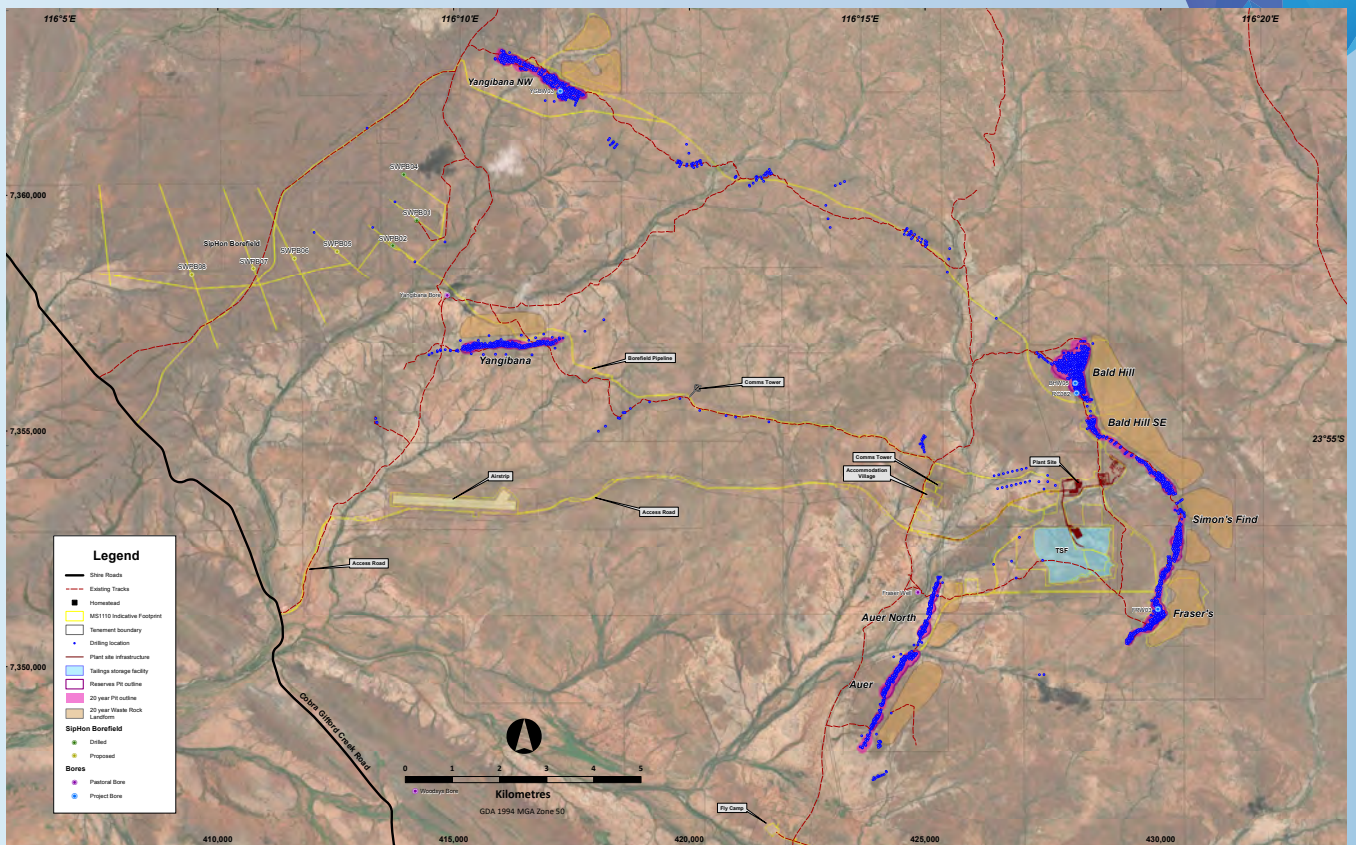 116°5'E
116°10'E
116°15'E
116°20'E
Yangibana NW
SWPB04
7,360,000
SWPB01
SipHon Borefield
SWPB02
SWPB05
SWPB06
SWPB07
SWPB08
Yangibana Bore
Yangibana
Borefield Pipeline
Comms Tower
Bald Hill
Bald Hill SE
7,355,000
23°55'S
Comms Tower
Accommodation
Village
Plant Site
Airstrip
Access Road
Simon's Find
TSF
Access Road
Fraser Well
Auer North
Fraser's
7,350,000
Auer
Cobra Gifford Creek Road
Legend
Shire Roads
Existing Tracks
Homestead
MS1110 Indicative Footprint
Tenement boundary
Drilling location
Plant site infrastructure
Tailings storage facility
Reserves Pit outline
20 year Pit outline
20 year Waste Rock
Landform
SipHon Borefield
Drilled
Proposed
Bores
Pastoral Bore
Project Bore
0 1 2 3 4 5
Kilometres
GDA 1994 MGA Zone 50
Woodsys Bore
Fly Camp
410,000
415,000
420,000
425,000
430,000